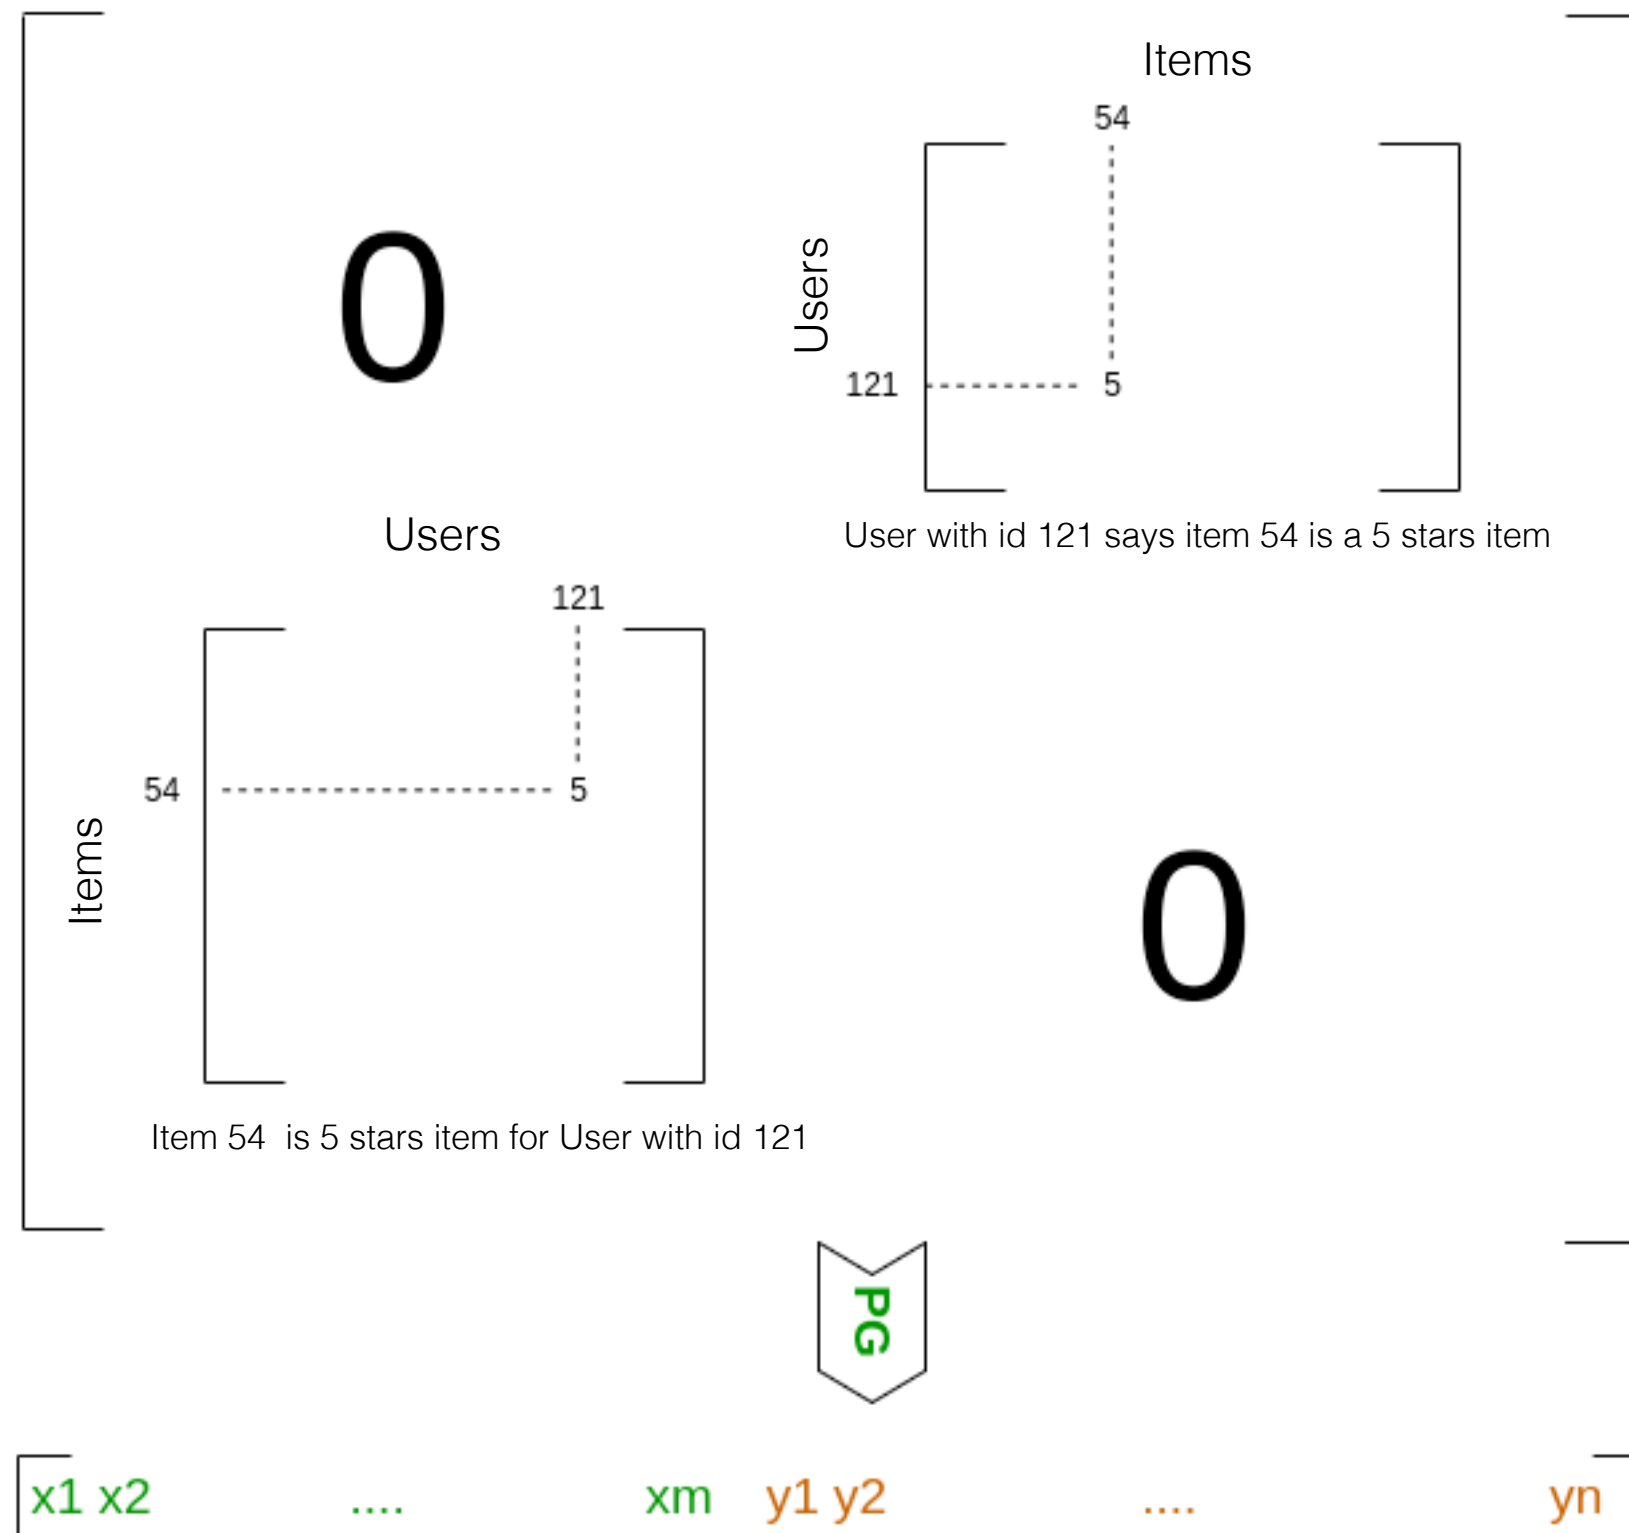 Items
54
0
Users
121 5
User with id 121 says item 54 is a 5 stars item
Users
121
54 5
Items
0
Item 54 is 5 stars item for User with id 121
PG
x1 x2 .... xm y1 y2 .... yn